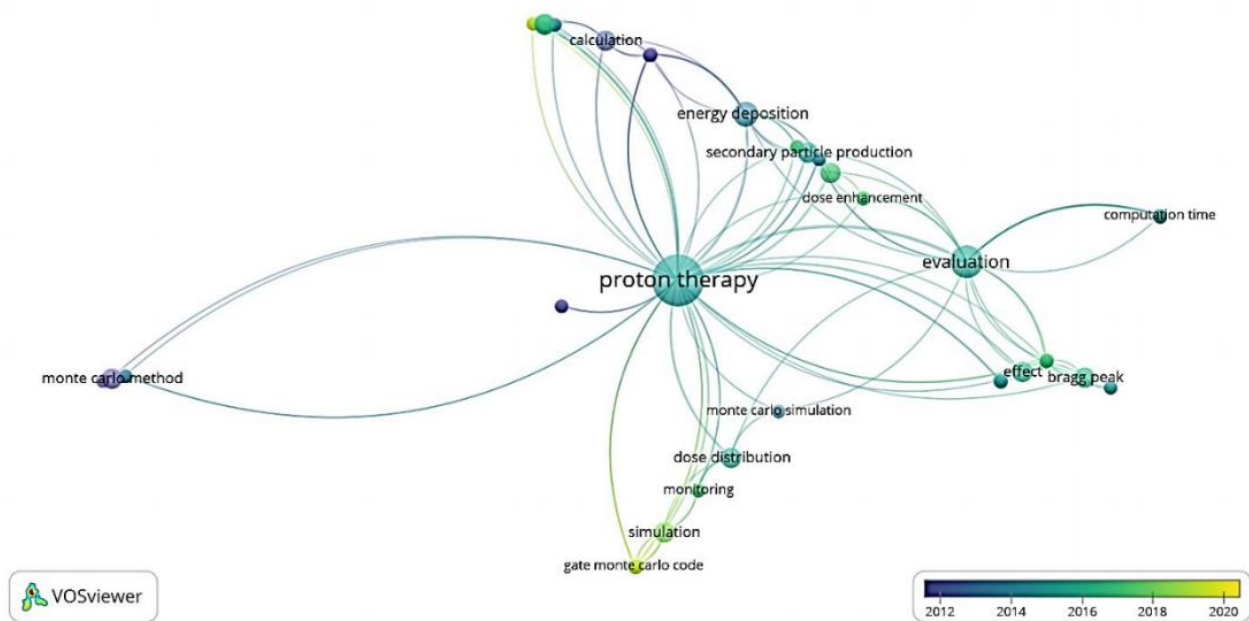 calculation
energy deposition
secondary particle production
dose enhancement
computation time
evaluation
proton therapy
monte carlo method
effect
bragg peak
monte carlo simulation
dose distribution
monitoring
simulation
gate monte carlo code
VOSviewer
2012 2014 2016 2018 2020